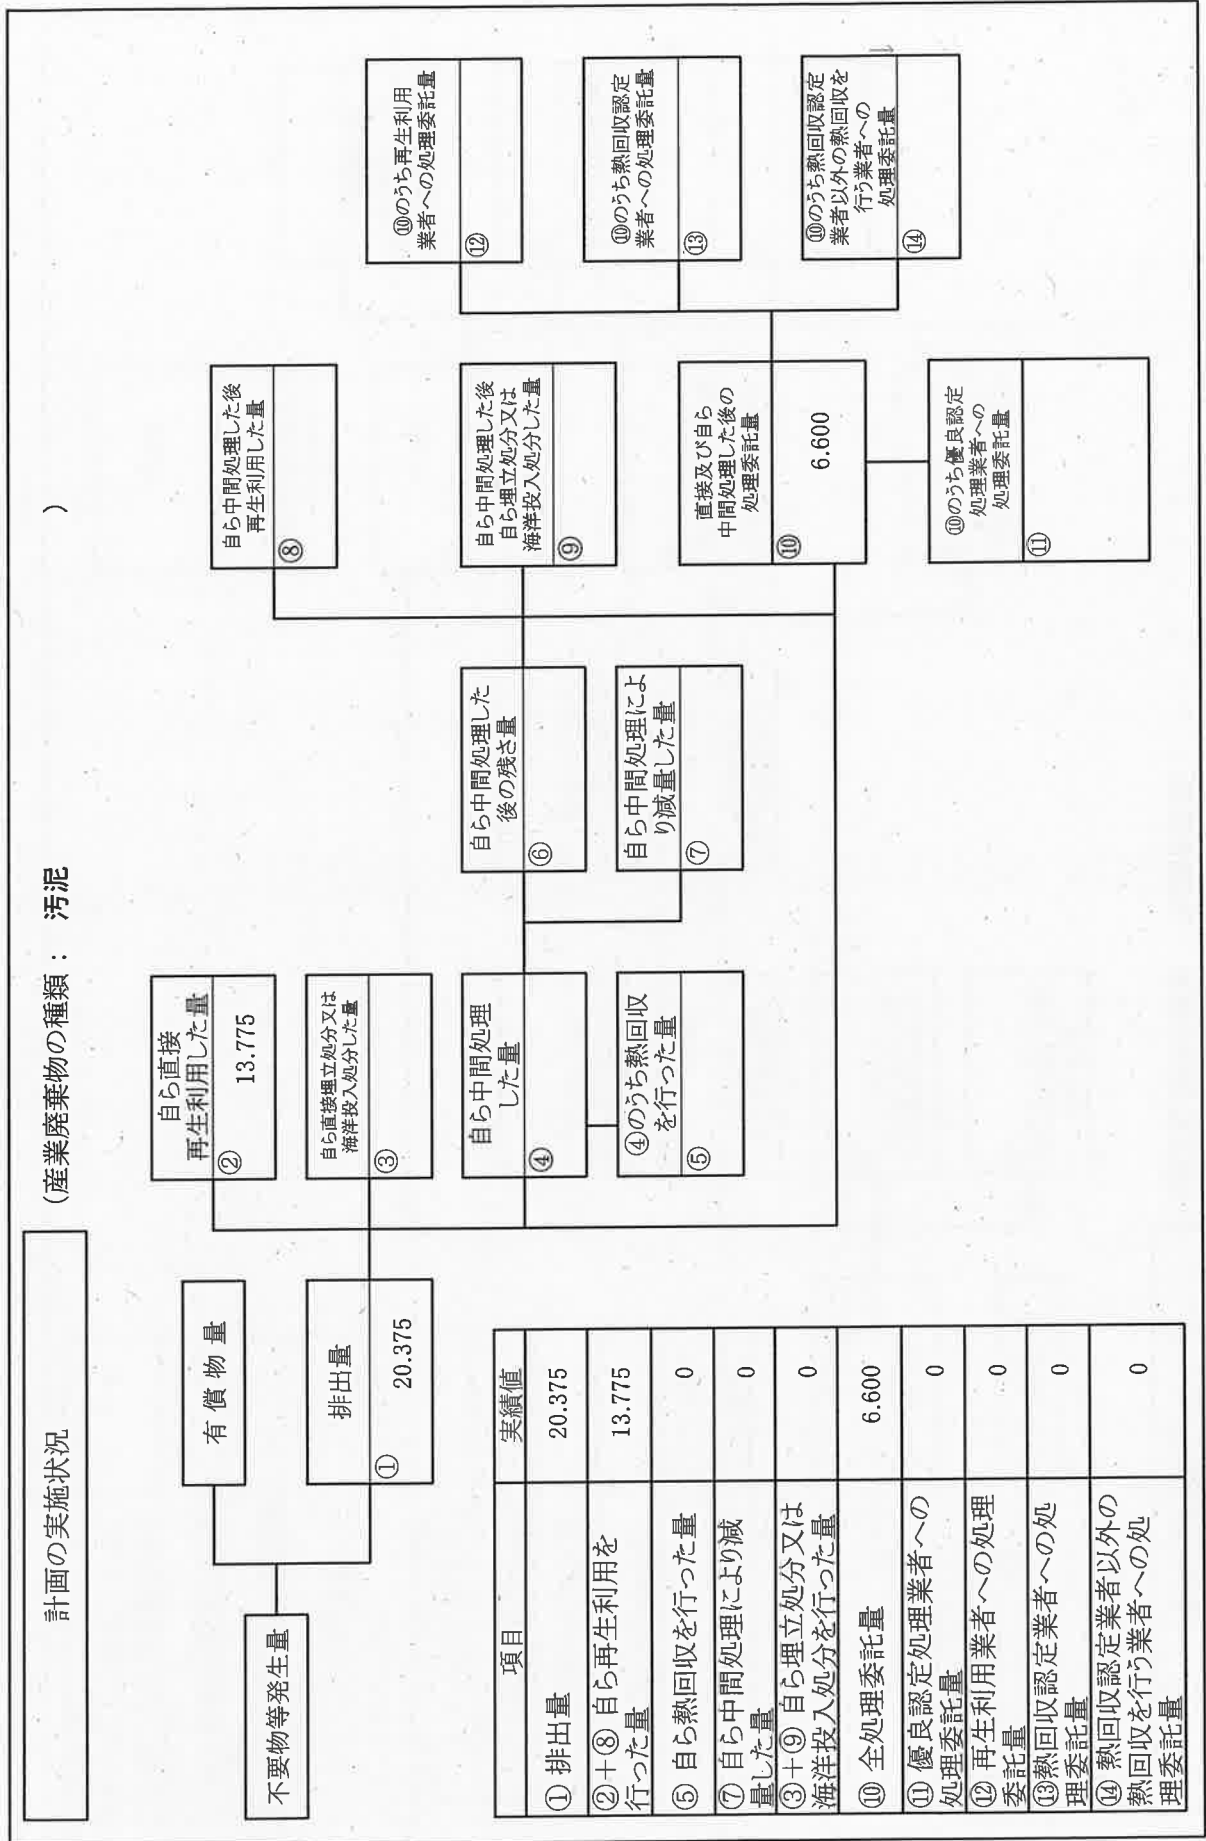 計画の実施状況
（産業廃棄物の種類： 汚泥 ）
不要物等発生量
有償物量
排出量
① 20.375
自ら直接
再生利用した量
② 13.775
自ら直接埋立処分又は
海洋投入処分した量
③
自ら中間処理
した量
④
④のうち熱回収
を行った量
⑤
自ら中間処理した
後の残さ量
⑥
自ら中間処理によ
り減量した量
⑦
自ら中間処理した後
再生利用した量
⑧
自ら中間処理した後
自ら埋立処分又は
海洋投入処分した量
⑨
直接及び自ら
中間処理した後の
処理委託量
⑩ 6.600
⑩のうち優良認定
処理業者への
処理委託量
⑪
⑩のうち再生利用
業者への処理委託量
⑫
⑩のうち熱回収認定
業者への処理委託量
⑬
⑩のうち熱回収認定
業者以外の熱回収を
行う業者への
処理委託量
⑭
項目 実績値
① 排出量 20.375
②＋⑧ 自ら再生利用を
行った量 13.775
⑤ 自ら熱回収を行った量 0
⑦ 自ら中間処理により減
量した量 0
③＋⑨ 自ら埋立処分又は
海洋投入処分を行った量 0
⑩ 全処理委託量 6.600
⑪ 優良認定処理業者への
処理委託量 0
⑫ 再生利用業者への処理
委託量 0
⑬熱回収認定業者への処
理委託量 0
⑭ 熱回収認定業者以外の
熱回収を行う業者への処
理委託量 0